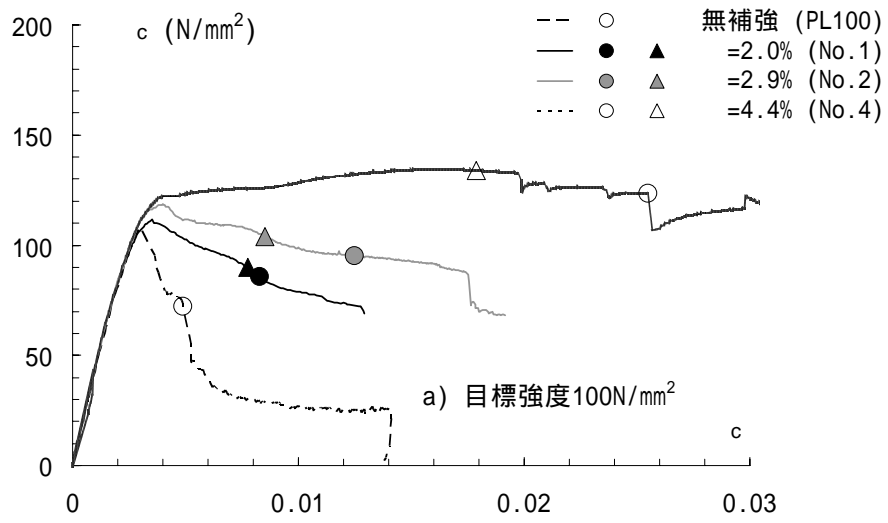 200
150
100
50
0
c (N/mm²)
無補強 (PL100)
=2.0% (No.1)
=2.9% (No.2)
=4.4% (No.4)
a) 目標強度100N/mm²
c
0
0.01
0.02
0.03